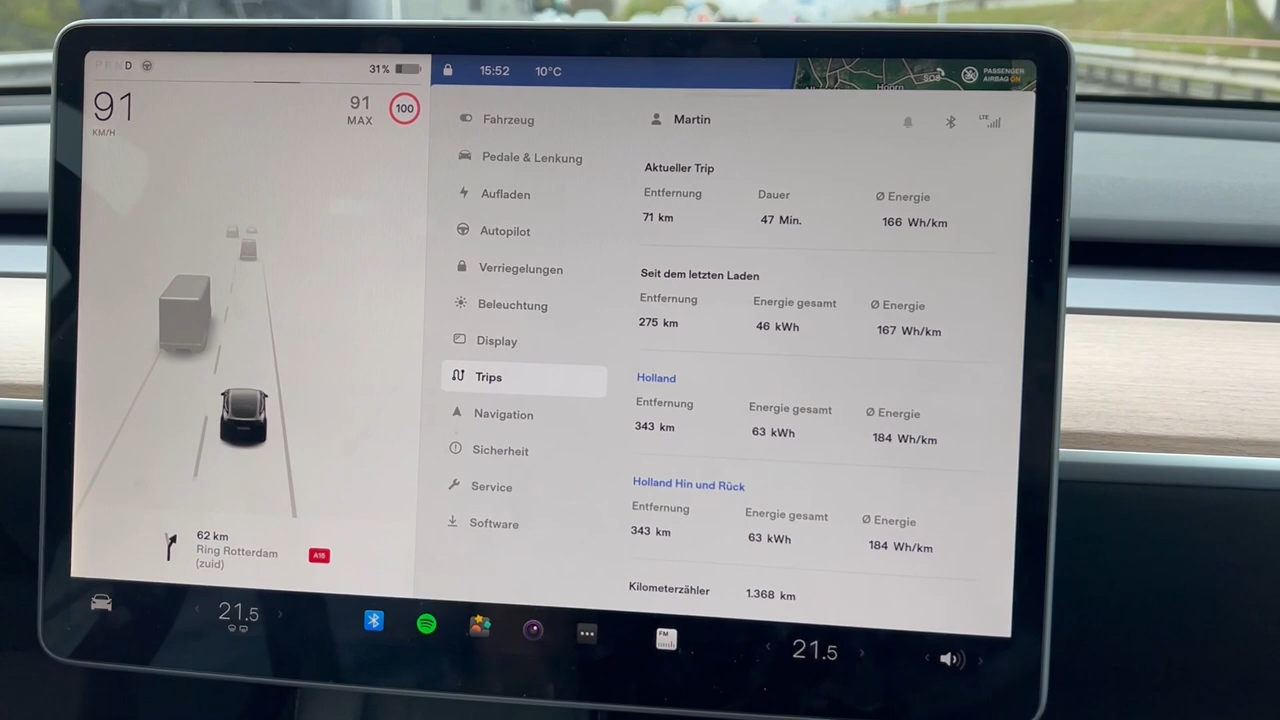 P R N D
31 %
91
KM/H
91
MAX
100
62 km
Ring Rotterdam
(zuid)
A15
15:52
10°C
Hoorn
SOS
PASSENGER
AIRBAG ON
Fahrzeug
Pedale & Lenkung
Aufladen
Autopilot
Verriegelungen
Beleuchtung
Display
Trips
Navigation
Sicherheit
Service
Software
Martin
LTE
Aktueller Trip
Entfernung
Dauer
Ø Energie
71 km
47 Min.
166 Wh/km
Seit dem letzten Laden
Entfernung
Energie gesamt
Ø Energie
275 km
46 kWh
167 Wh/km
Holland
Entfernung
Energie gesamt
Ø Energie
343 km
63 kWh
184 Wh/km
Holland Hin und Rück
Entfernung
Energie gesamt
Ø Energie
343 km
63 kWh
184 Wh/km
Kilometerzähler
1.368 km
21.5
FM
21.5